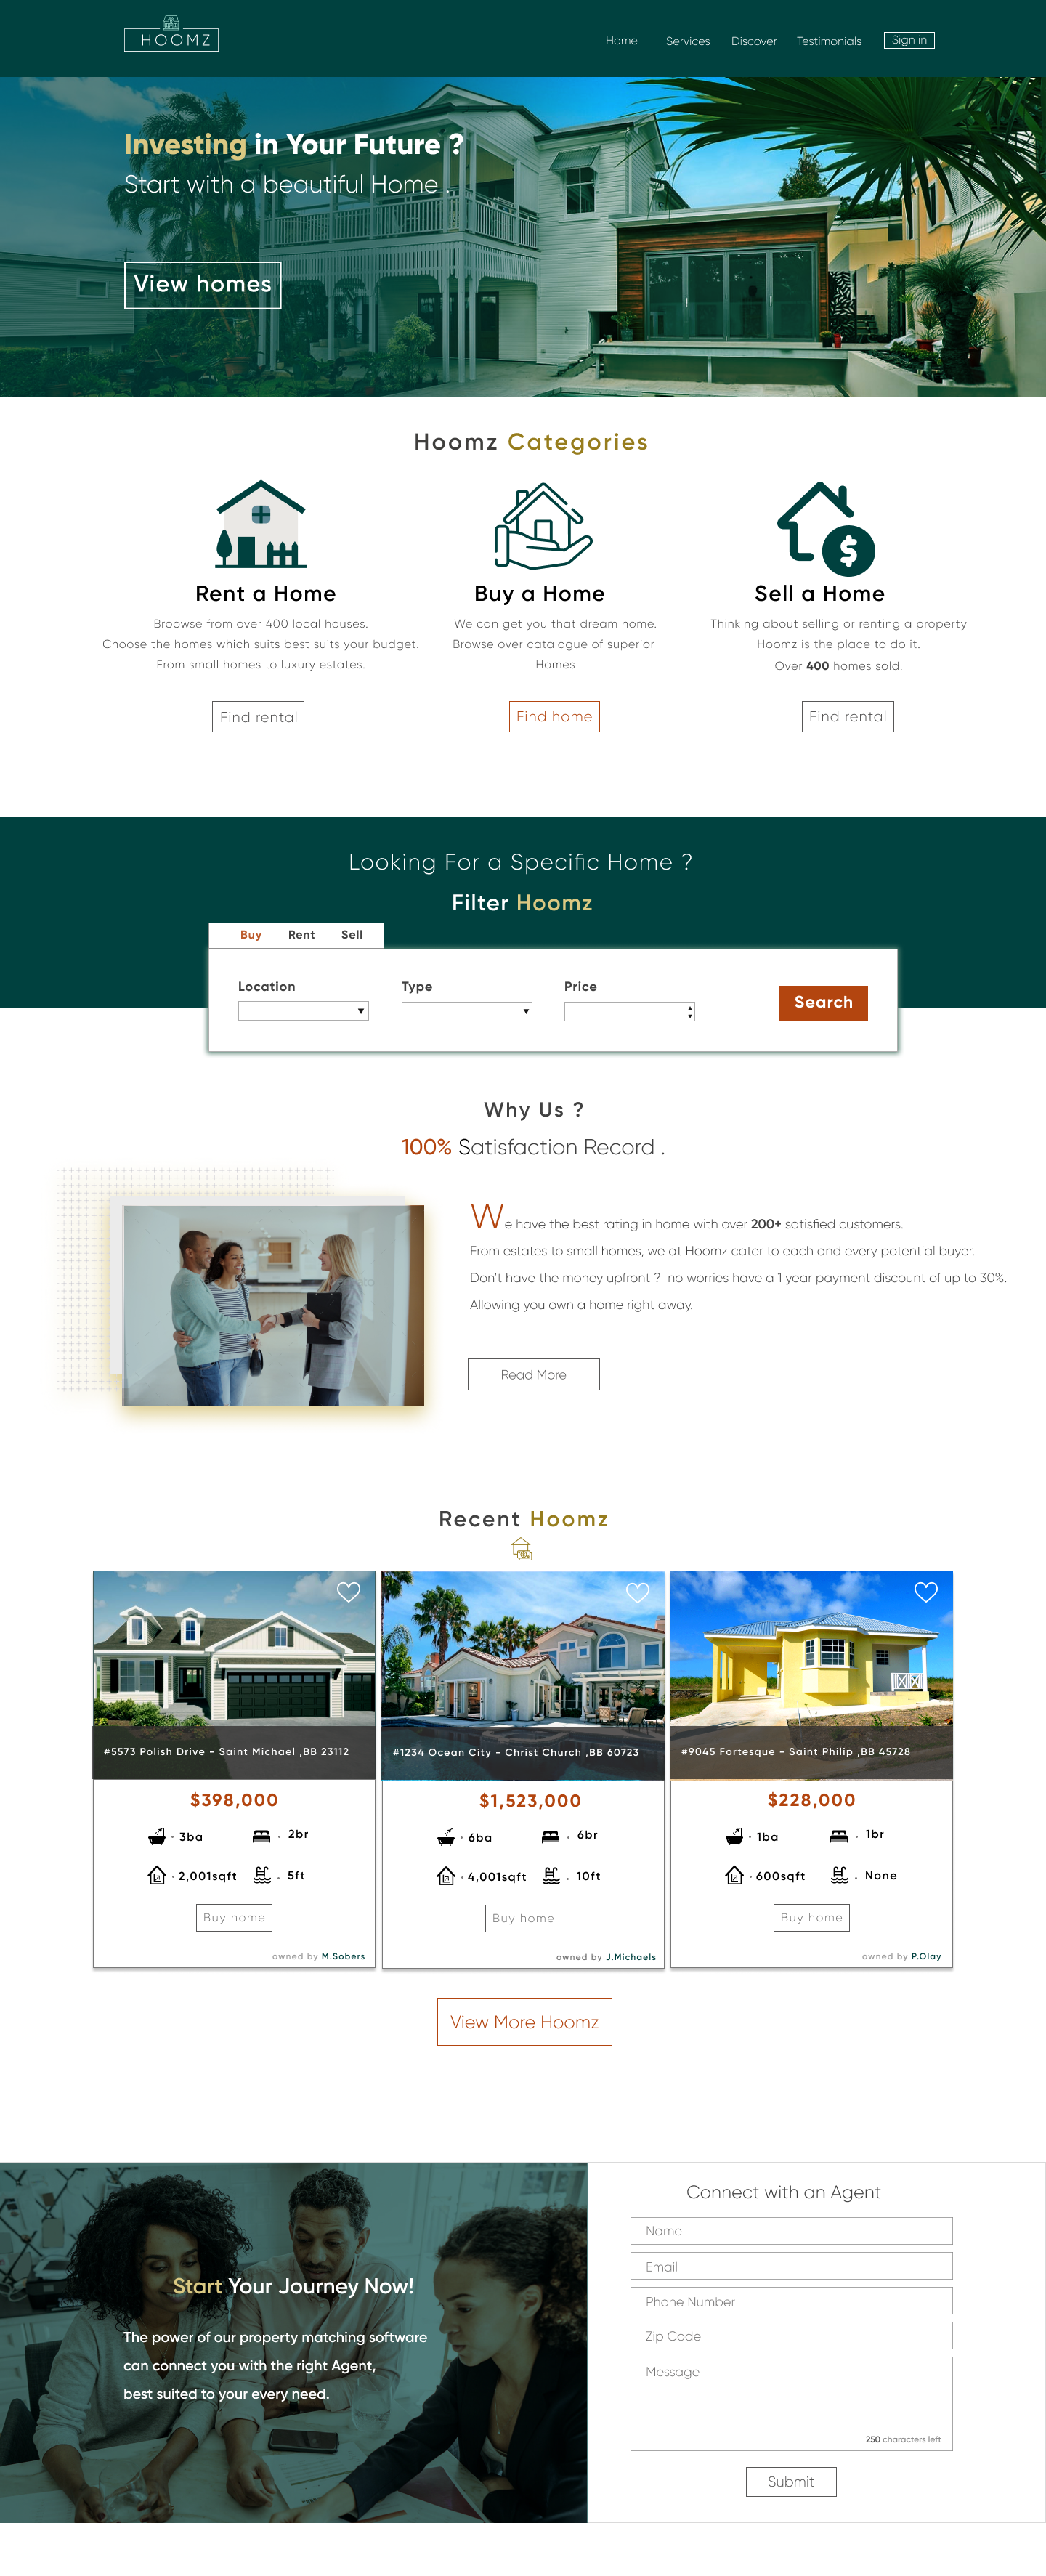 HOOMZ
Home
Services
Discover
Testimonials
Sign in
Investing in Your Future ?
Start with a beautiful Home .
View homes
Hoomz Categories
Rent a Home
Broowse from over 400 local houses.
Choose the homes which suits best suits your budget.
From small homes to luxury estates.
Find rental
Buy a Home
We can get you that dream home.
Browse over catalogue of superior
Homes
Find home
Sell a Home
Thinking about selling or renting a property
Hoomz is the place to do it.
Over 400 homes sold.
Find rental
Looking For a Specific Home ?
Filter Hoomz
Buy
Rent
Sell
Location
Type
Price
Search
Why Us ?
100% Satisfaction Record .
We have the best rating in home with over 200+ satisfied customers.
From estates to small homes, we at Hoomz cater to each and every potential buyer.
Don't have the money upfront ? no worries have a 1 year payment discount of up to 30%.
Allowing you own a home right away.
Read More
Recent Hoomz
#5573 Polish Drive - Saint Michael ,BB 23112
$398,000
· 3ba
. 2br
· 2,001sqft
. 5ft
Buy home
owned by M.Sobers
#1234 Ocean City - Christ Church ,BB 60723
$1,523,000
· 6ba
. 6br
· 4,001sqft
. 10ft
Buy home
owned by J.Michaels
#9045 Fortesque - Saint Philip ,BB 45728
$228,000
· 1ba
. 1br
· 600sqft
. None
Buy home
owned by P.Olay
View More Hoomz
Start Your Journey Now!
The power of our property matching software
can connect you with the right Agent,
best suited to your every need.
Connect with an Agent
Name
Email
Phone Number
Zip Code
Message
250 characters left
Submit